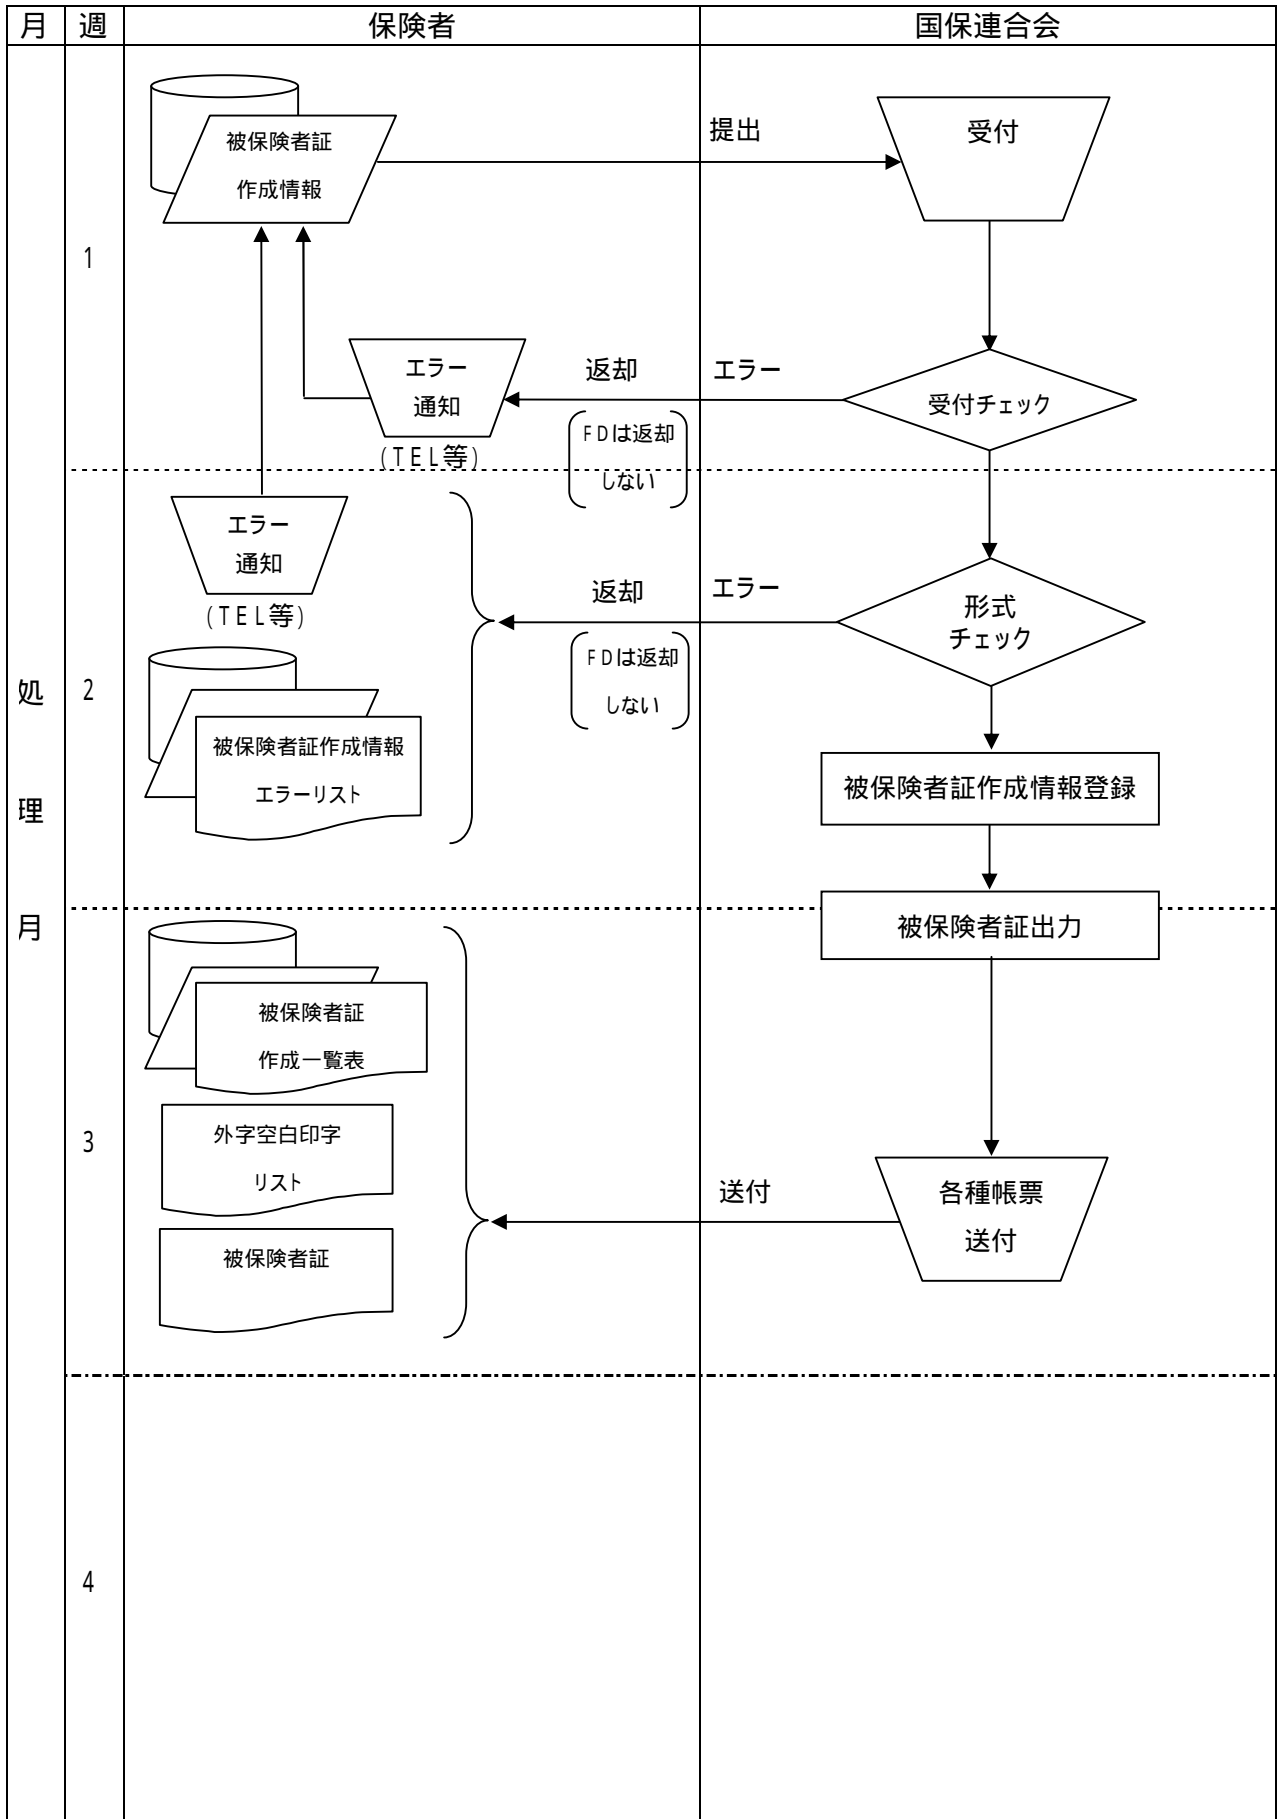 月
週
保険者
国保連合会
被保険者証
作成情報
提出
受付
1
エラー
通知
(TEL等)
返却
エラー
FDは返却
しない
受付チェック
エラー
通知
(TEL等)
返却
エラー
FDは返却
しない
形式
チェック
処
理
月
2
被保険者証作成情報
エラーリスト
被保険者証作成情報登録
被保険者証出力
被保険者証
作成一覧表
3
外字空白印字
リスト
被保険者証
送付
各種帳票
送付
4